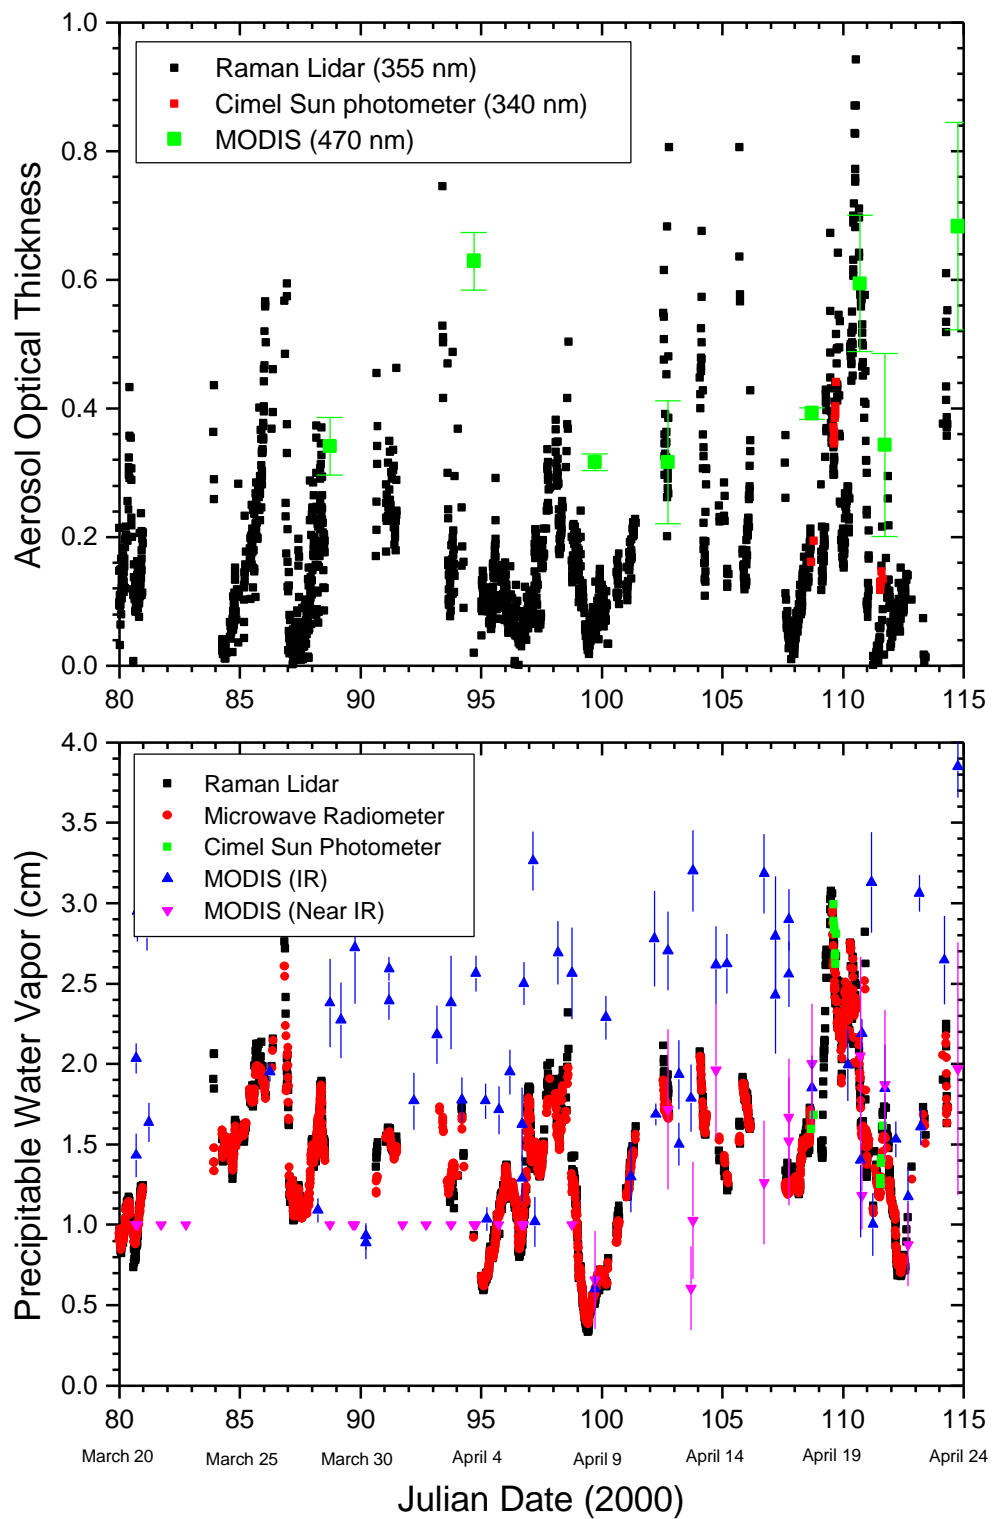 1.0
0.8
0.6
0.4
0.2
0.0
Aerosol Optical Thickness
Raman Lidar (355 nm)
Cimel Sun photometer (340 nm)
MODIS (470 nm)
80 85 90 95 100 105 110 115
4.0
3.5
3.0
2.5
2.0
1.5
1.0
0.5
0.0
Precipitable Water Vapor (cm)
Raman Lidar
Microwave Radiometer
Cimel Sun Photometer
MODIS (IR)
MODIS (Near IR)
80 85 90 95 100 105 110 115
March 20 March 25 March 30 April 4 April 9 April 14 April 19 April 24
Julian Date (2000)